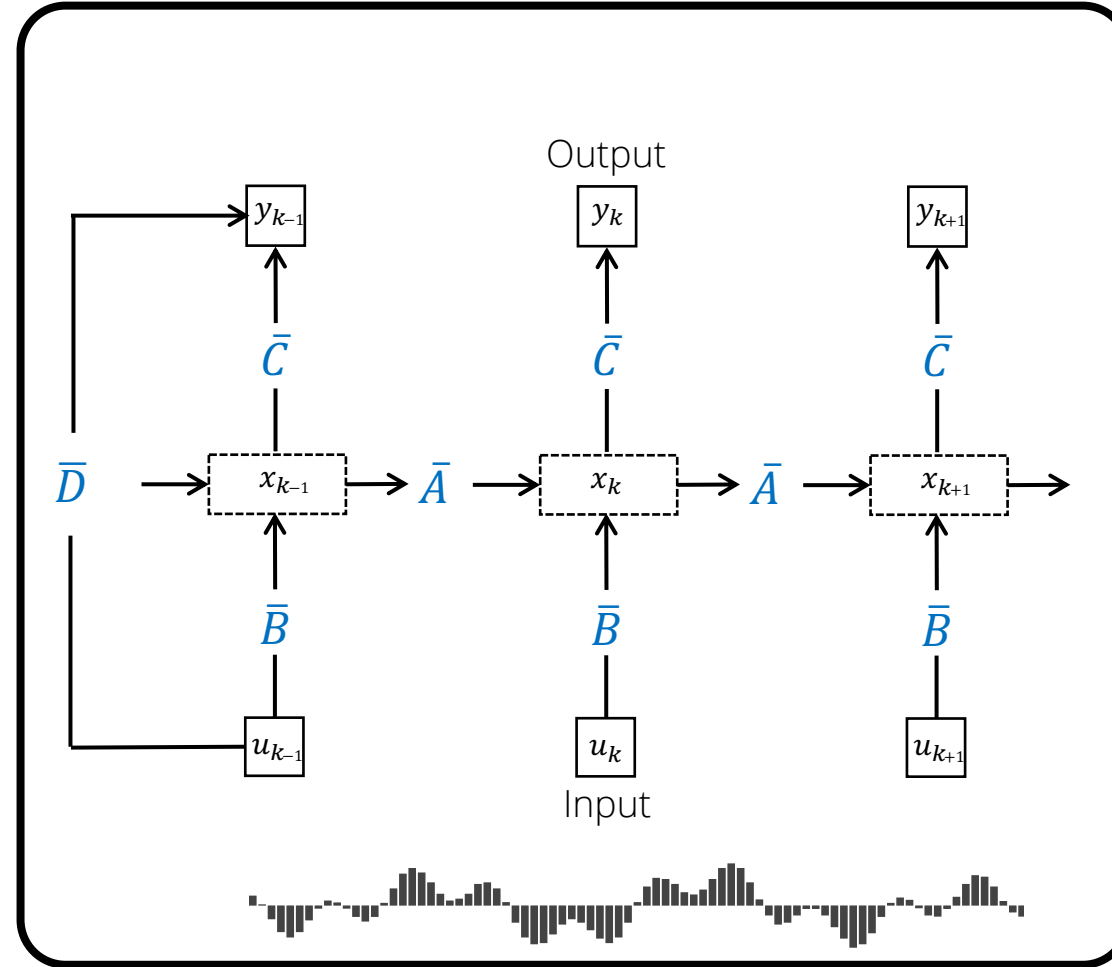 Output
y_{k−1} y_k y_{k+1}
C̅ C̅ C̅
D̅ x_{k−1} A̅ x_k A̅ x_{k+1}
B̅ B̅ B̅
u_{k−1} u_k u_{k+1}
Input